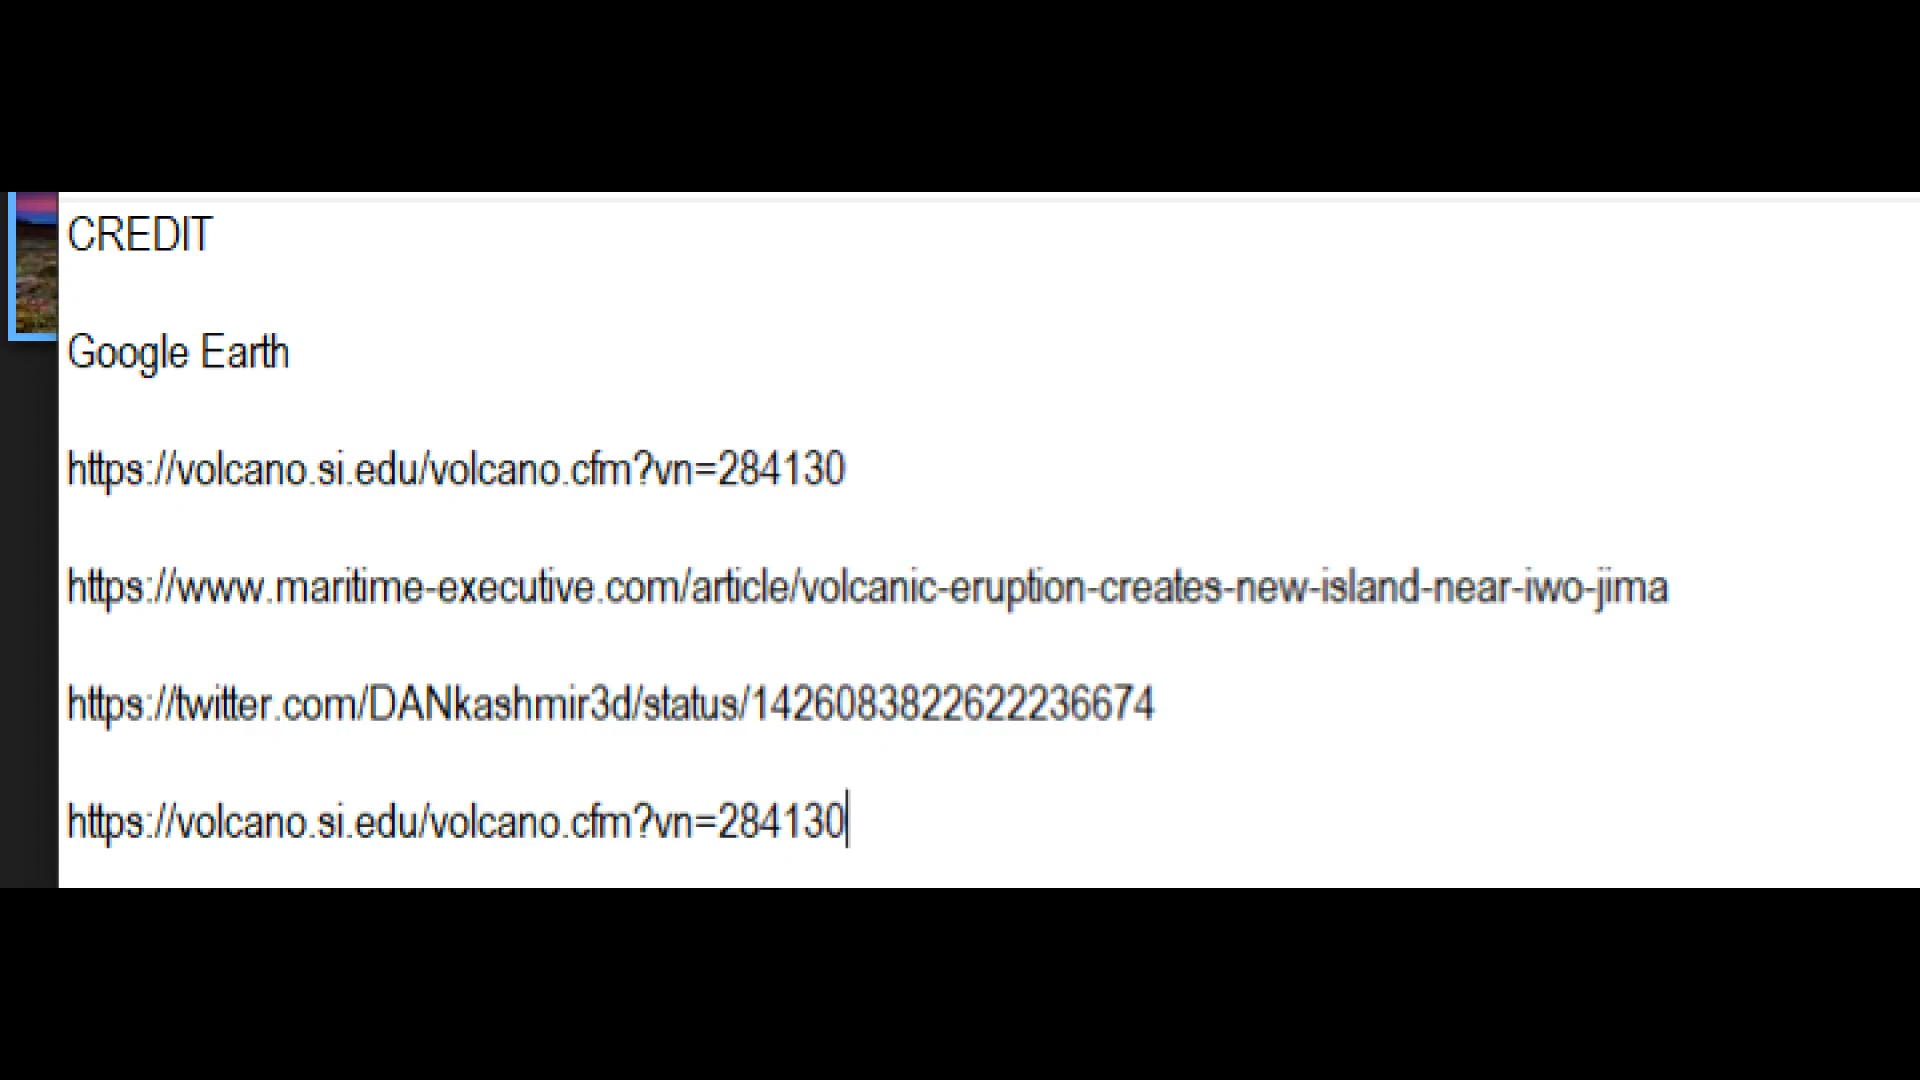 CREDIT
Google Earth
https://volcano.si.edu/volcano.cfm?vn=284130
https://www.maritime-executive.com/article/volcanic-eruption-creates-new-island-near-iwo-jima
https://twitter.com/DANkashmir3d/status/1426083822622236674
https://volcano.si.edu/volcano.cfm?vn=284130